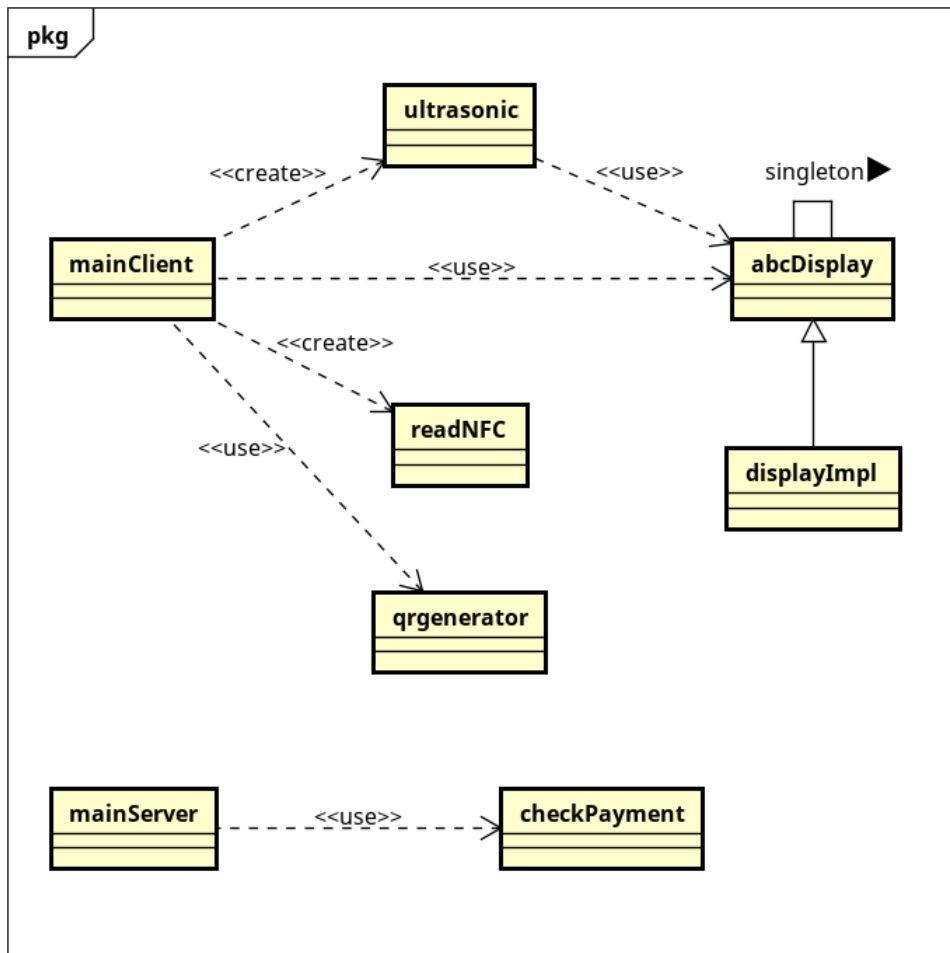 pkg
ultrasonic
<<create>>
<<use>>
singleton
mainClient
<<use>>
abcDisplay
<<create>>
readNFC
<<use>>
displayImpl
qrgenerator
mainServer
<<use>>
checkPayment